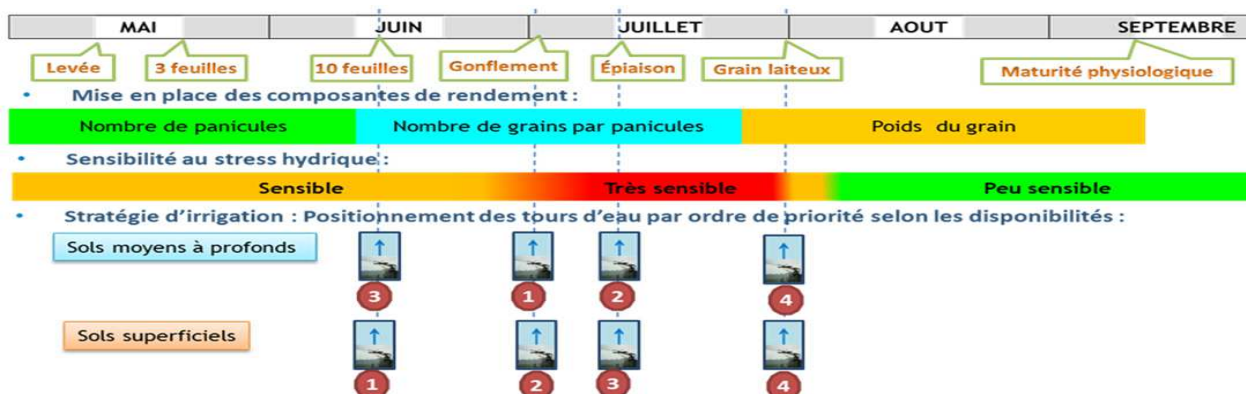 MAI JUIN JUILLET AOUT SEPTEMBRE
Levée 3 feuilles 10 feuilles Gonflement Épiaison Grain laiteux Maturité physiologique
• Mise en place des composantes de rendement :
Nombre de panicules Nombre de grains par panicules Poids du grain
• Sensibilité au stress hydrique :
Sensible Très sensible Peu sensible
• Stratégie d'irrigation : Positionnement des tours d'eau par ordre de priorité selon les disponibilités :
Sols moyens à profonds
3 1 2 4
Sols superficiels
1 2 3 4